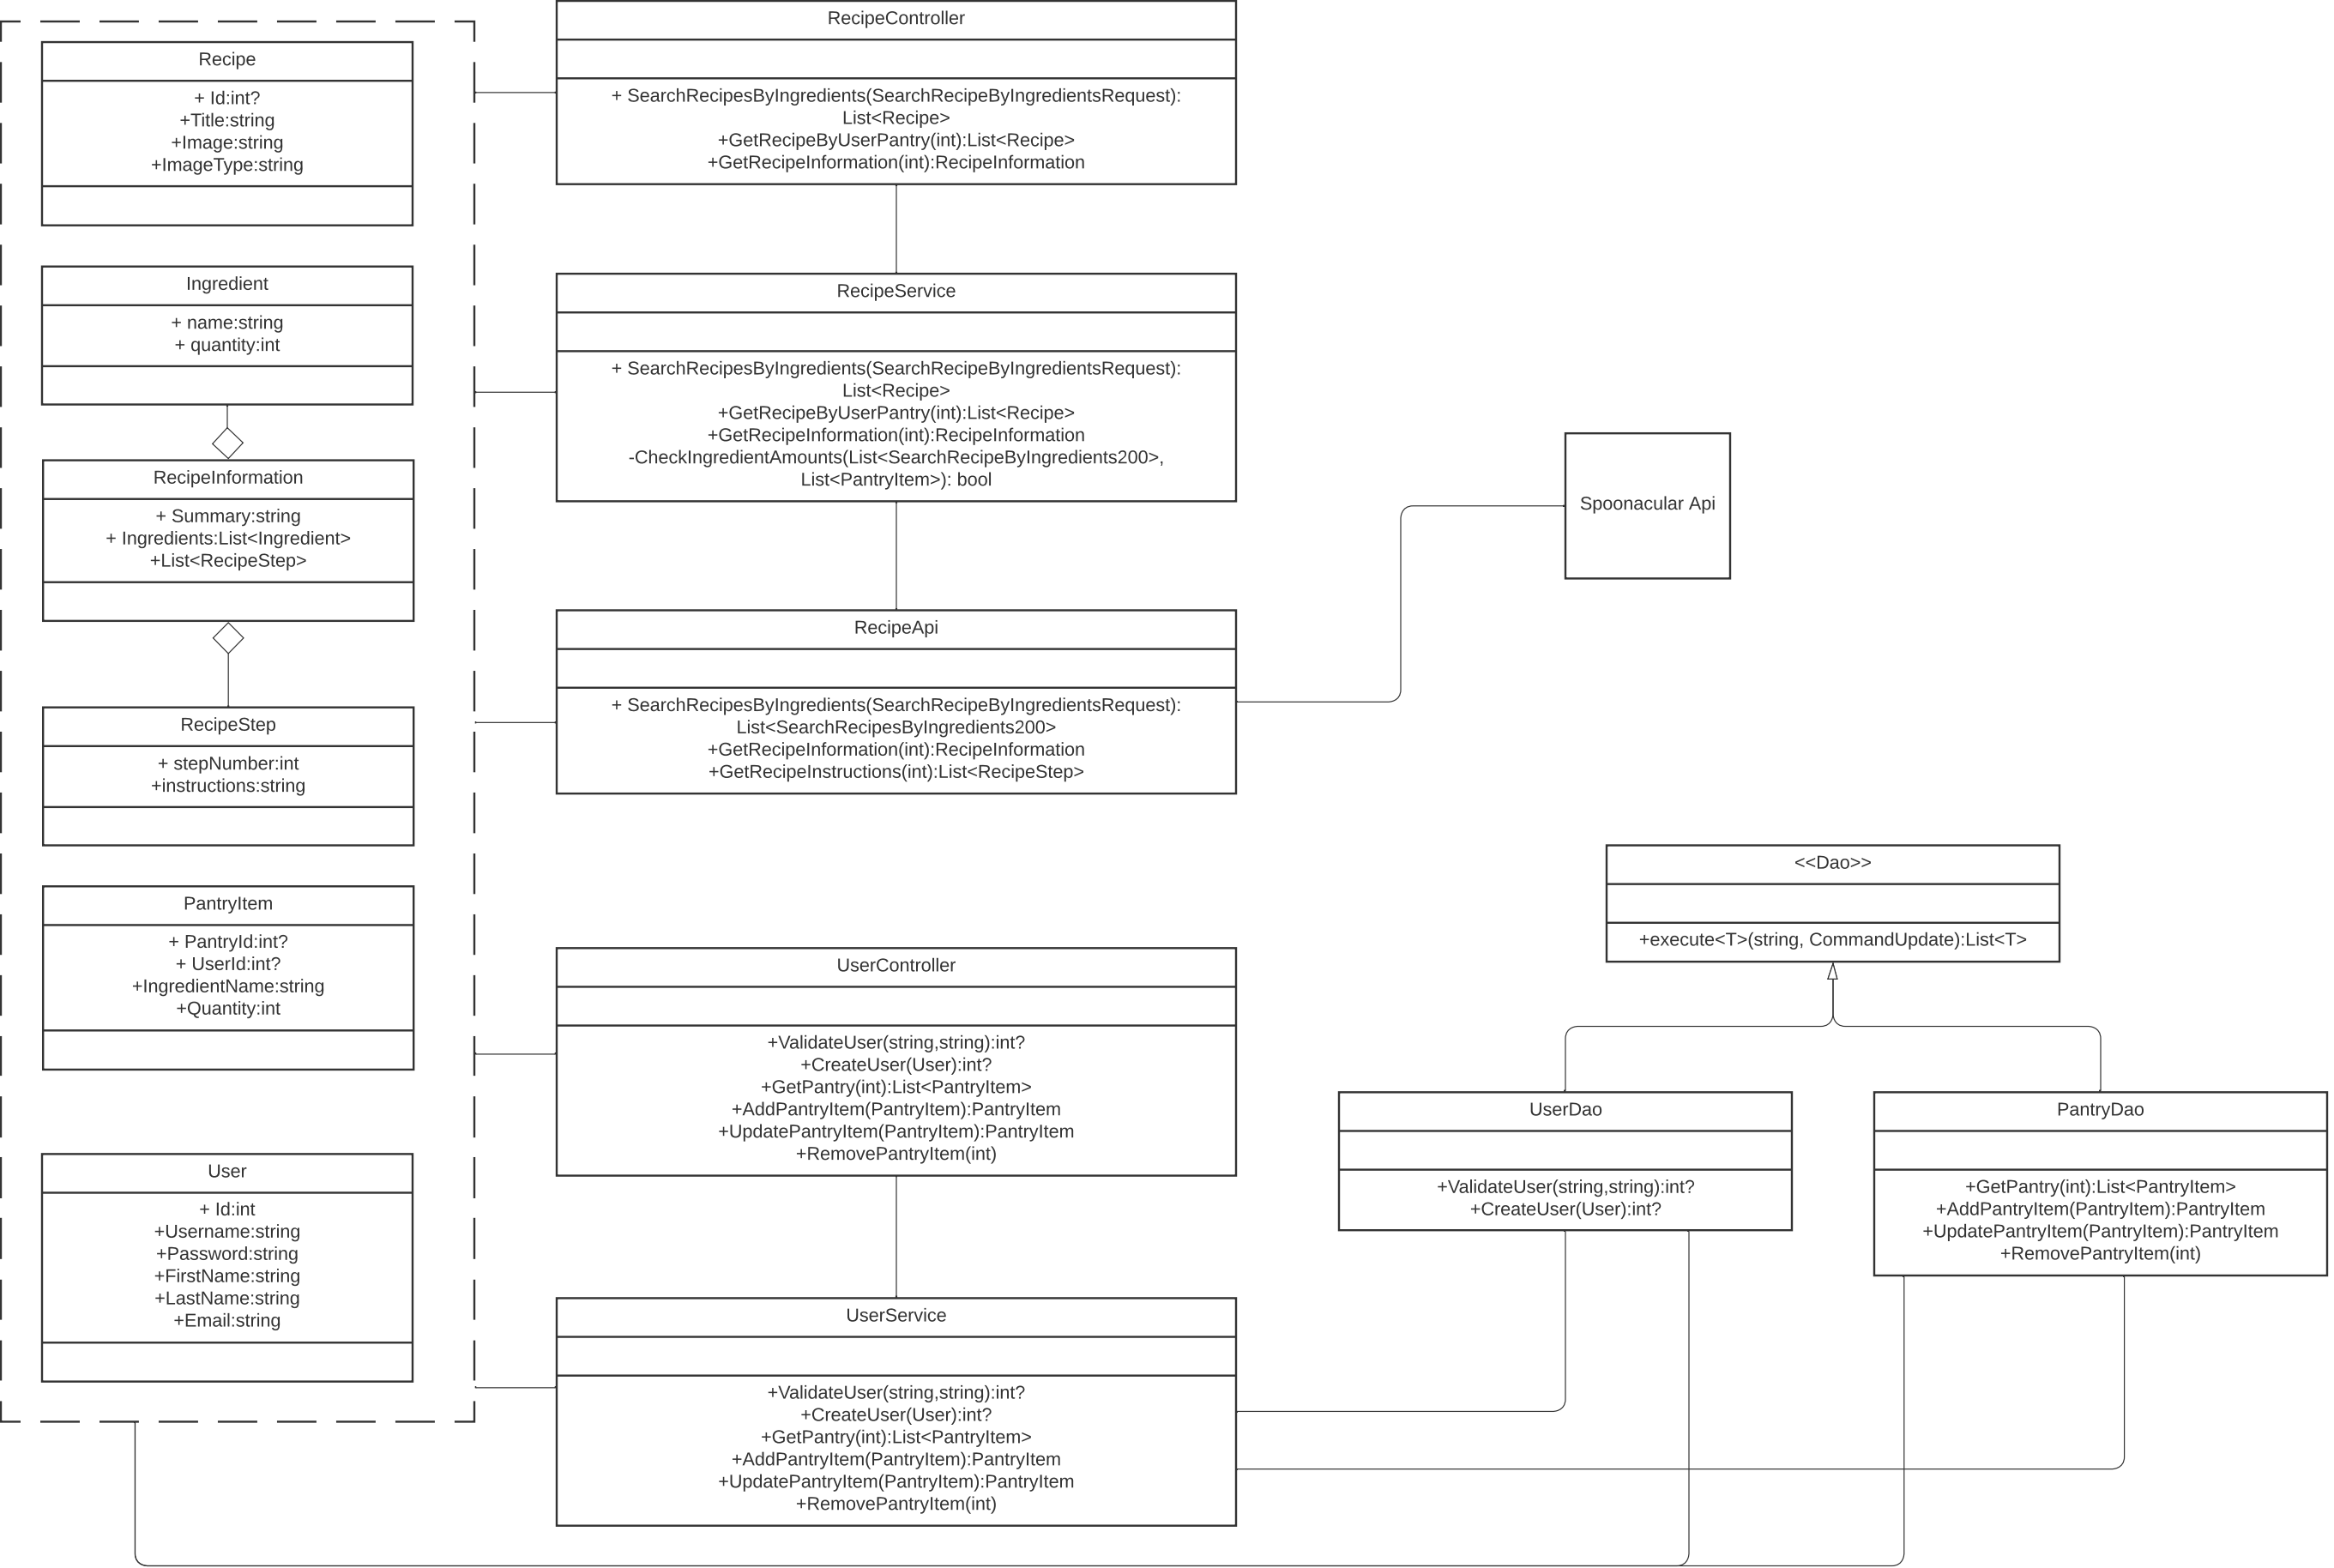 Recipe
+ Id:int?
+Title:string
+Image:string
+ImageType:string
Ingredient
+ name:string
+ quantity:int
RecipeInformation
+ Summary:string
+ Ingredients:List<Ingredient>
+List<RecipeStep>
RecipeStep
+ stepNumber:int
+instructions:string
PantryItem
+ PantryId:int?
+ UserId:int?
+IngredientName:string
+Quantity:int
User
+ Id:int
+Username:string
+Password:string
+FirstName:string
+LastName:string
+Email:string
RecipeController
+ SearchRecipesByIngredients(SearchRecipeByIngredientsRequest):
List<Recipe>
+GetRecipeByUserPantry(int):List<Recipe>
+GetRecipeInformation(int):RecipeInformation
RecipeService
+ SearchRecipesByIngredients(SearchRecipeByIngredientsRequest):
List<Recipe>
+GetRecipeByUserPantry(int):List<Recipe>
+GetRecipeInformation(int):RecipeInformation
-CheckIngredientAmounts(List<SearchRecipeByIngredients200>,
List<PantryItem>): bool
RecipeApi
+ SearchRecipesByIngredients(SearchRecipeByIngredientsRequest):
List<SearchRecipesByIngredients200>
+GetRecipeInformation(int):RecipeInformation
+GetRecipeInstructions(int):List<RecipeStep>
Spoonacular Api
UserController
+ValidateUser(string,string):int?
+CreateUser(User):int?
+GetPantry(int):List<PantryItem>
+AddPantryItem(PantryItem):PantryItem
+UpdatePantryItem(PantryItem):PantryItem
+RemovePantryItem(int)
UserService
+ValidateUser(string,string):int?
+CreateUser(User):int?
+GetPantry(int):List<PantryItem>
+AddPantryItem(PantryItem):PantryItem
+UpdatePantryItem(PantryItem):PantryItem
+RemovePantryItem(int)
<<Dao>>
+execute<T>(string, CommandUpdate):List<T>
UserDao
+ValidateUser(string,string):int?
+CreateUser(User):int?
PantryDao
+GetPantry(int):List<PantryItem>
+AddPantryItem(PantryItem):PantryItem
+UpdatePantryItem(PantryItem):PantryItem
+RemovePantryItem(int)